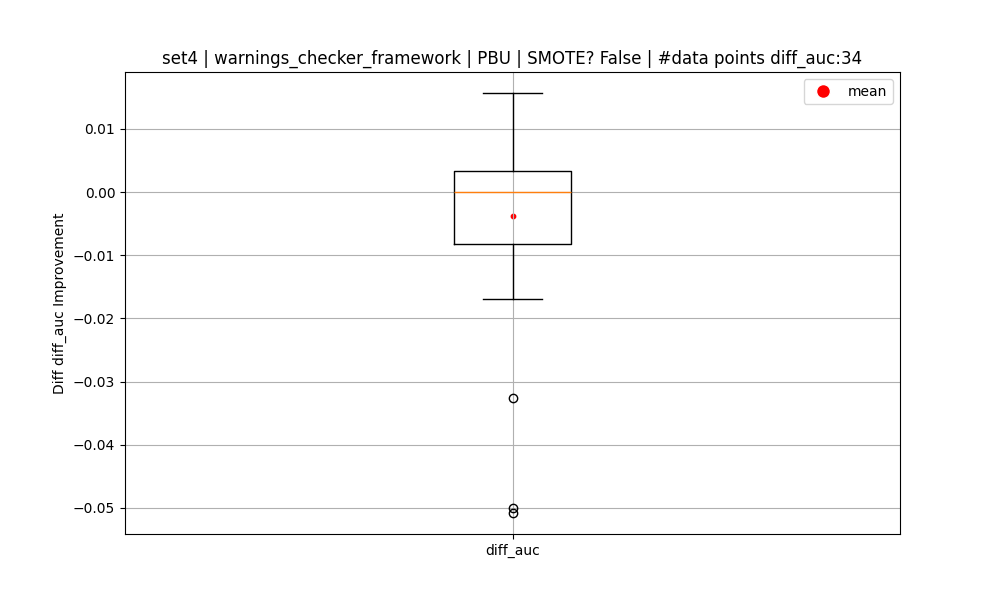 set4 | warnings_checker_framework | PBU | SMOTE? False | #data points diff_auc:34
mean
0.01
0.00
−0.01
−0.02
−0.03
−0.04
−0.05
Diff diff_auc Improvement
diff_auc